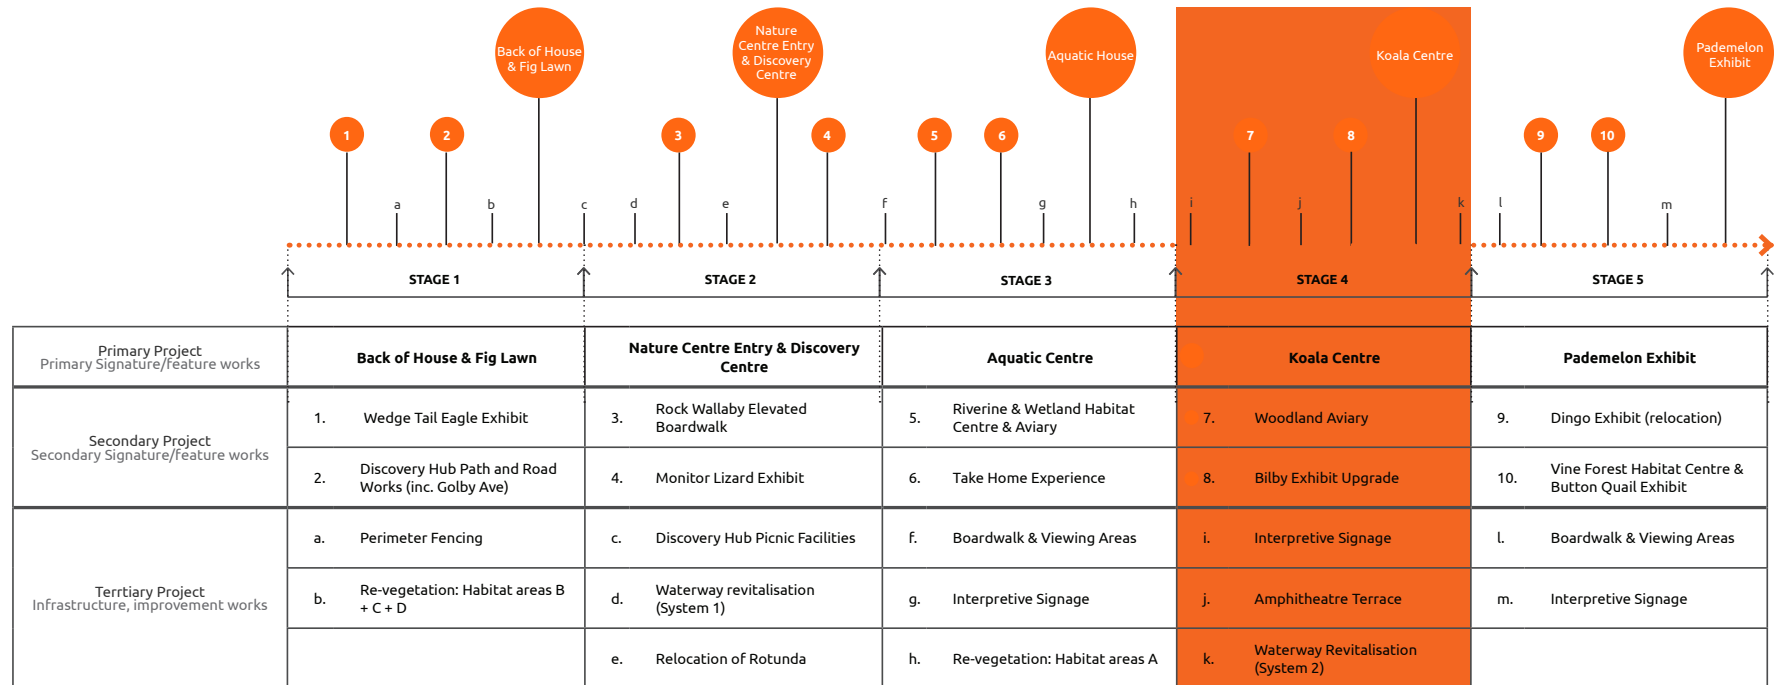 Back of House
& Fig Lawn
Nature
Centre Entry
& Discovery
Centre
Aquatic House
Koala Centre
Pademelon
Exhibit
1
2
3
4
5
6
7
8
9
10
a
b
c
d
e
f
g
h
i
j
k
l
m
STAGE 1
STAGE 2
STAGE 3
STAGE 4
STAGE 5
Primary Project
Primary Signature/feature works
Back of House & Fig Lawn
Nature Centre Entry & Discovery
Centre
Aquatic Centre
Koala Centre
Pademelon Exhibit
Secondary Project
Secondary Signature/feature works
1. Wedge Tail Eagle Exhibit
3. Rock Wallaby Elevated
Boardwalk
5. Riverine & Wetland Habitat
Centre & Aviary
7. Woodland Aviary
9. Dingo Exhibit (relocation)
2. Discovery Hub Path and Road
Works (inc. Golby Ave)
4. Monitor Lizard Exhibit
6. Take Home Experience
8. Bilby Exhibit Upgrade
10. Vine Forest Habitat Centre &
Button Quail Exhibit
Terrtiary Project
Infrastructure, improvement works
a. Perimeter Fencing
c. Discovery Hub Picnic Facilities
f. Boardwalk & Viewing Areas
i. Interpretive Signage
l. Boardwalk & Viewing Areas
b. Re-vegetation: Habitat areas B
+ C + D
d. Waterway revitalisation
(System 1)
g. Interpretive Signage
j. Amphitheatre Terrace
m. Interpretive Signage
e. Relocation of Rotunda
h. Re-vegetation: Habitat areas A
k. Waterway Revitalisation
(System 2)